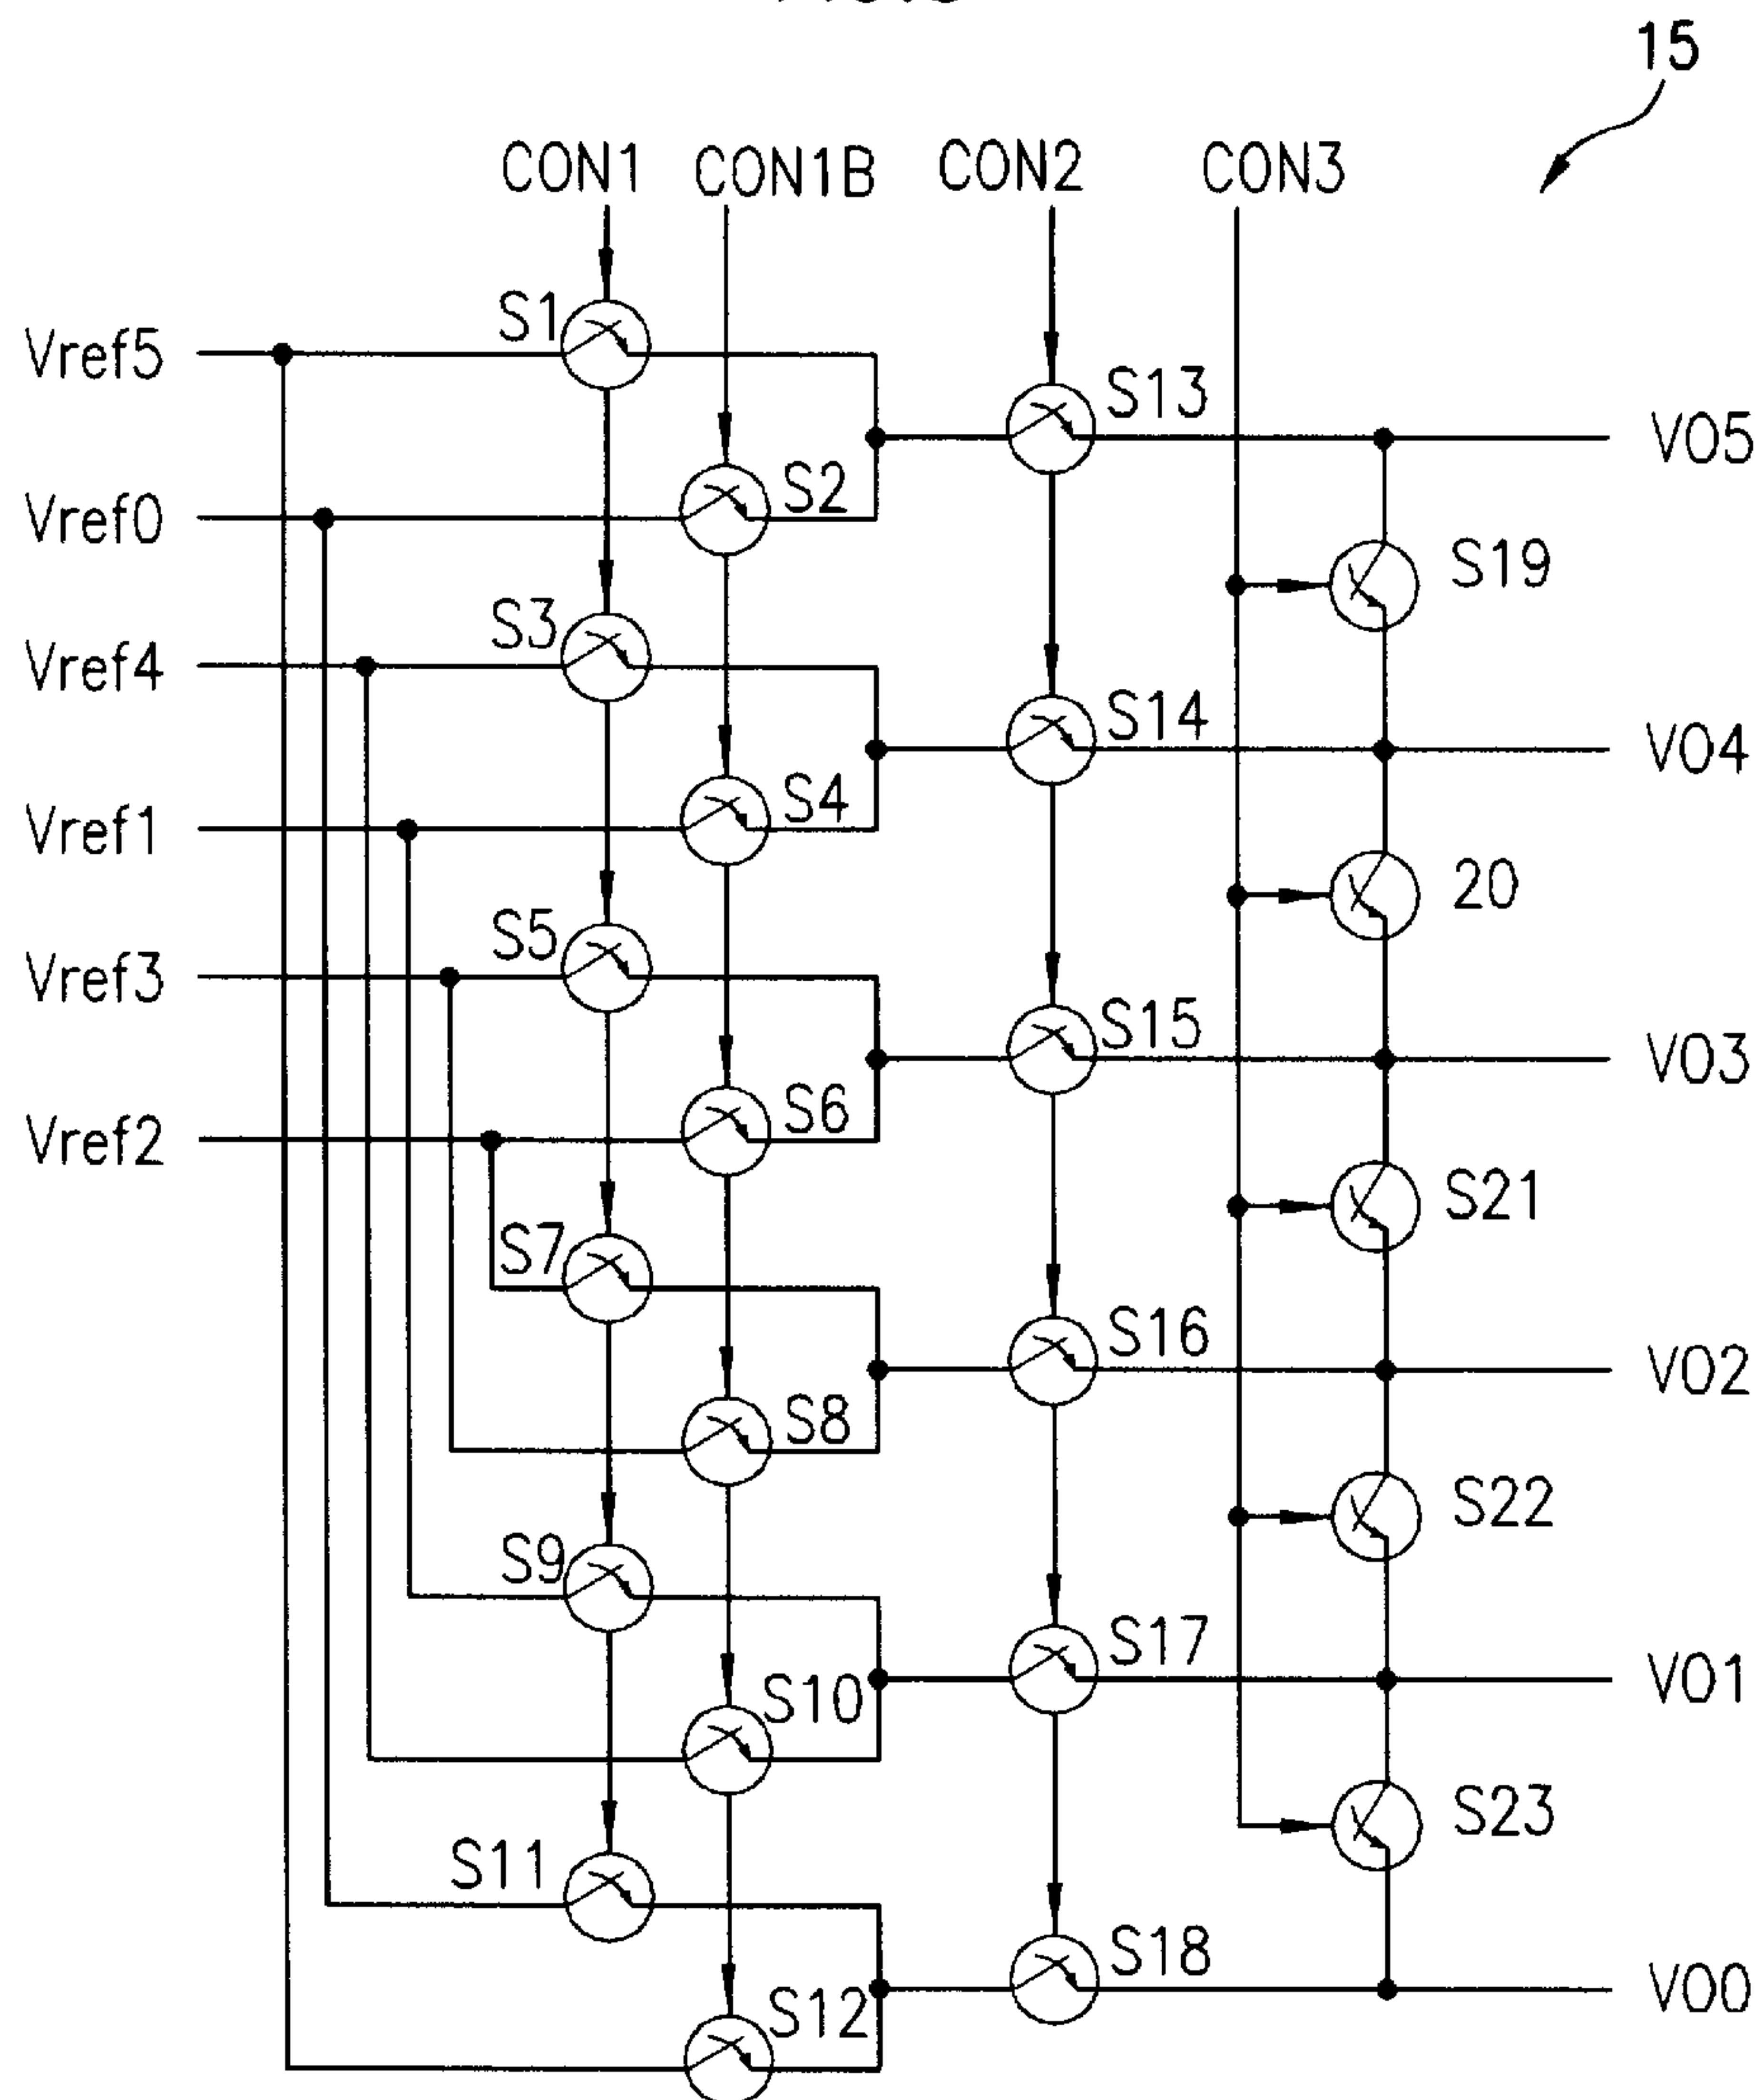 15
CON1 CON1B CON2 CON3
S1
Vref5
S13
VO5
S2
Vref0
S19
S3
Vref4
S14
VO4
S4
Vref1
20
S5
Vref3
S15
VO3
S6
Vref2
S21
S7
S16
VO2
S8
S22
S9
S17
VO1
S10
S23
S11
S18
VO0
S12